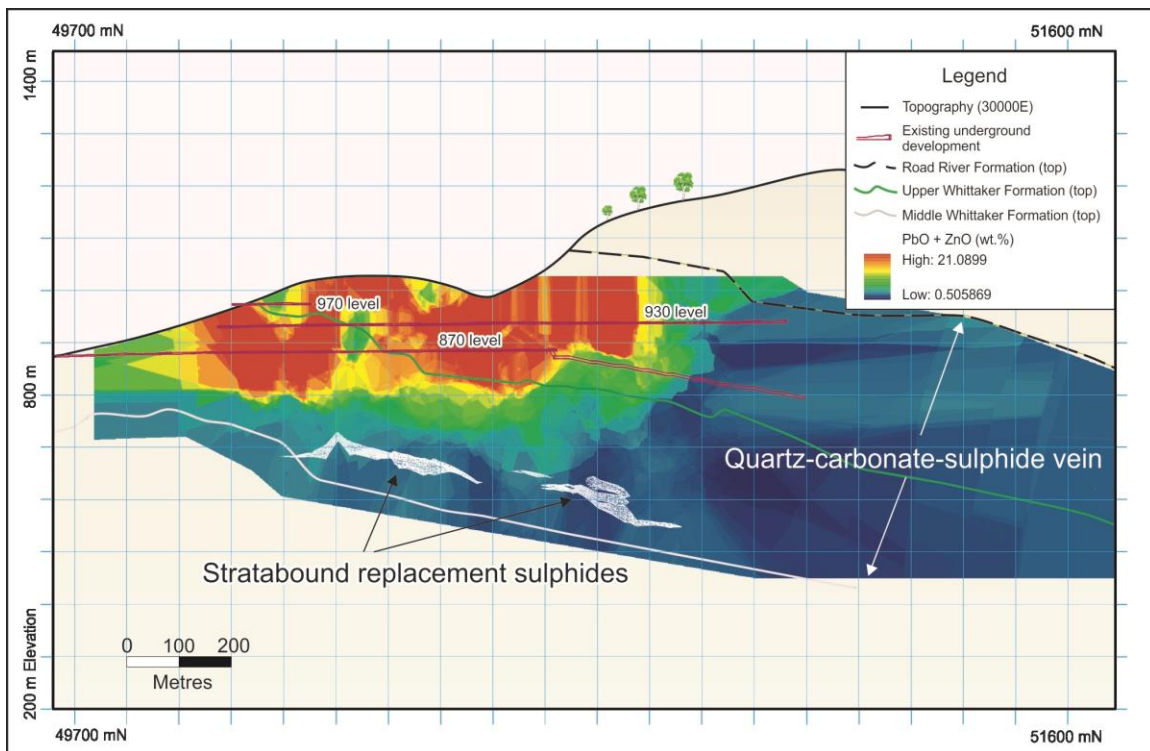 49700 mN
51600 mN
1400 m
800 m
200 m Elevation
Legend
Topography (30000E)
Existing underground
development
Road River Formation (top)
Upper Whittaker Formation (top)
Middle Whittaker Formation (top)
PbO + ZnO (wt.%)
High: 21.0899
Low: 0.505869
970 level
930 level
870 level
Quartz-carbonate-sulphide vein
Stratabound replacement sulphides
0 100 200
Metres
49700 mN
51600 mN